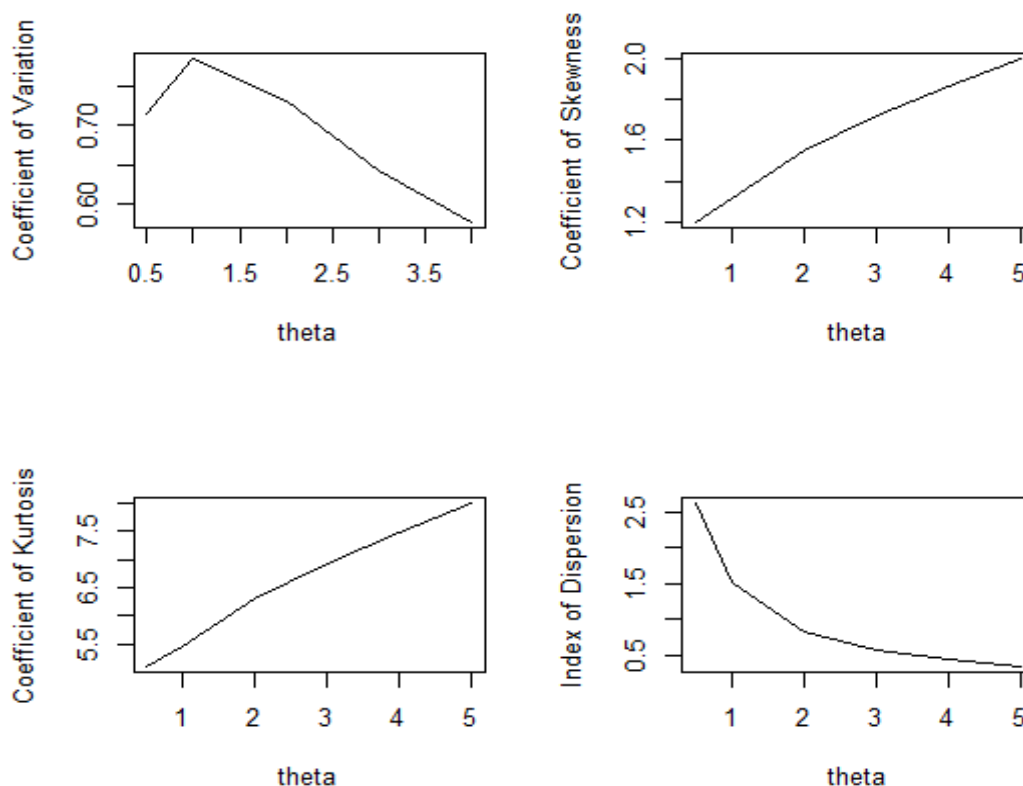 Coefficient of Variation
0.60 0.70
0.5 1.5 2.5 3.5
theta
Coefficient of Skewness
1.2 1.6 2.0
1 2 3 4 5
theta
Coefficient of Kurtosis
5.5 6.5 7.5
1 2 3 4 5
theta
Index of Dispersion
0.5 1.5 2.5
1 2 3 4 5
theta